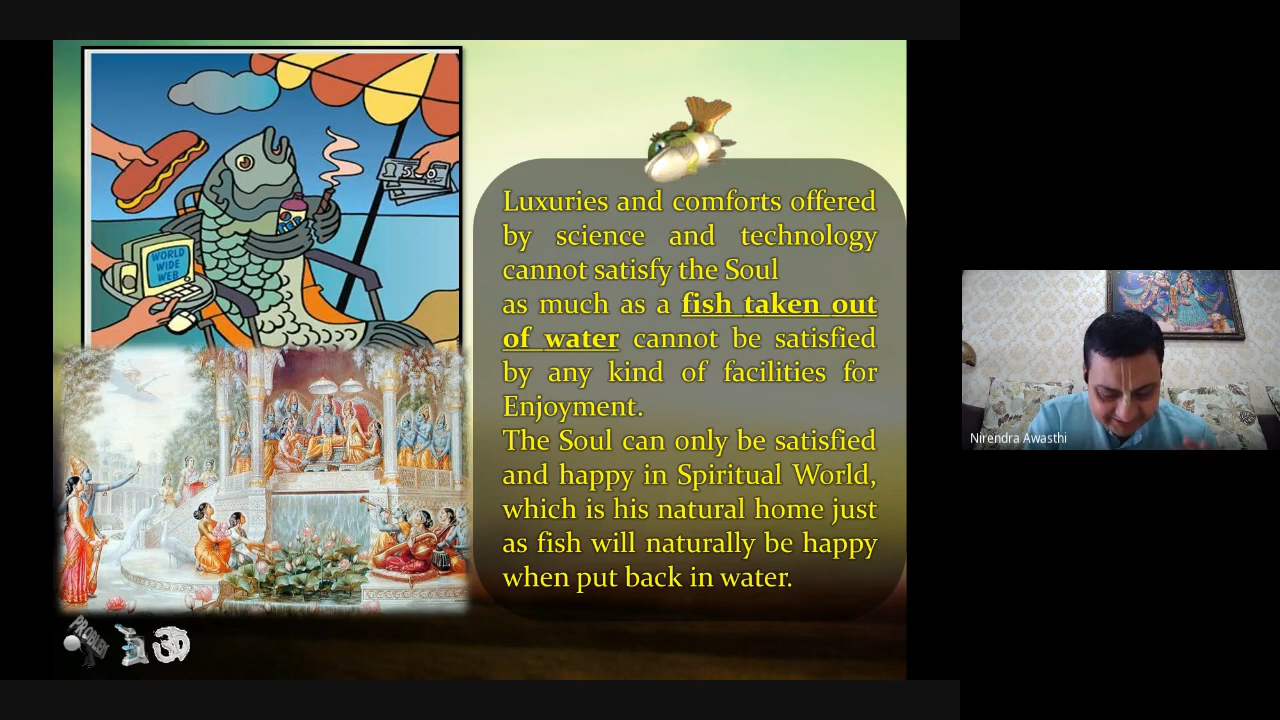 WORLD
WIDE
WEB
Luxuries and comforts offered
by science and technology
cannot satisfy the Soul
as much as a fish taken out
of water cannot be satisfied
by any kind of facilities for
Enjoyment.
The Soul can only be satisfied
and happy in Spiritual World,
which is his natural home just
as fish will naturally be happy
when put back in water.
PROBLEM
Nirendra Awasthi